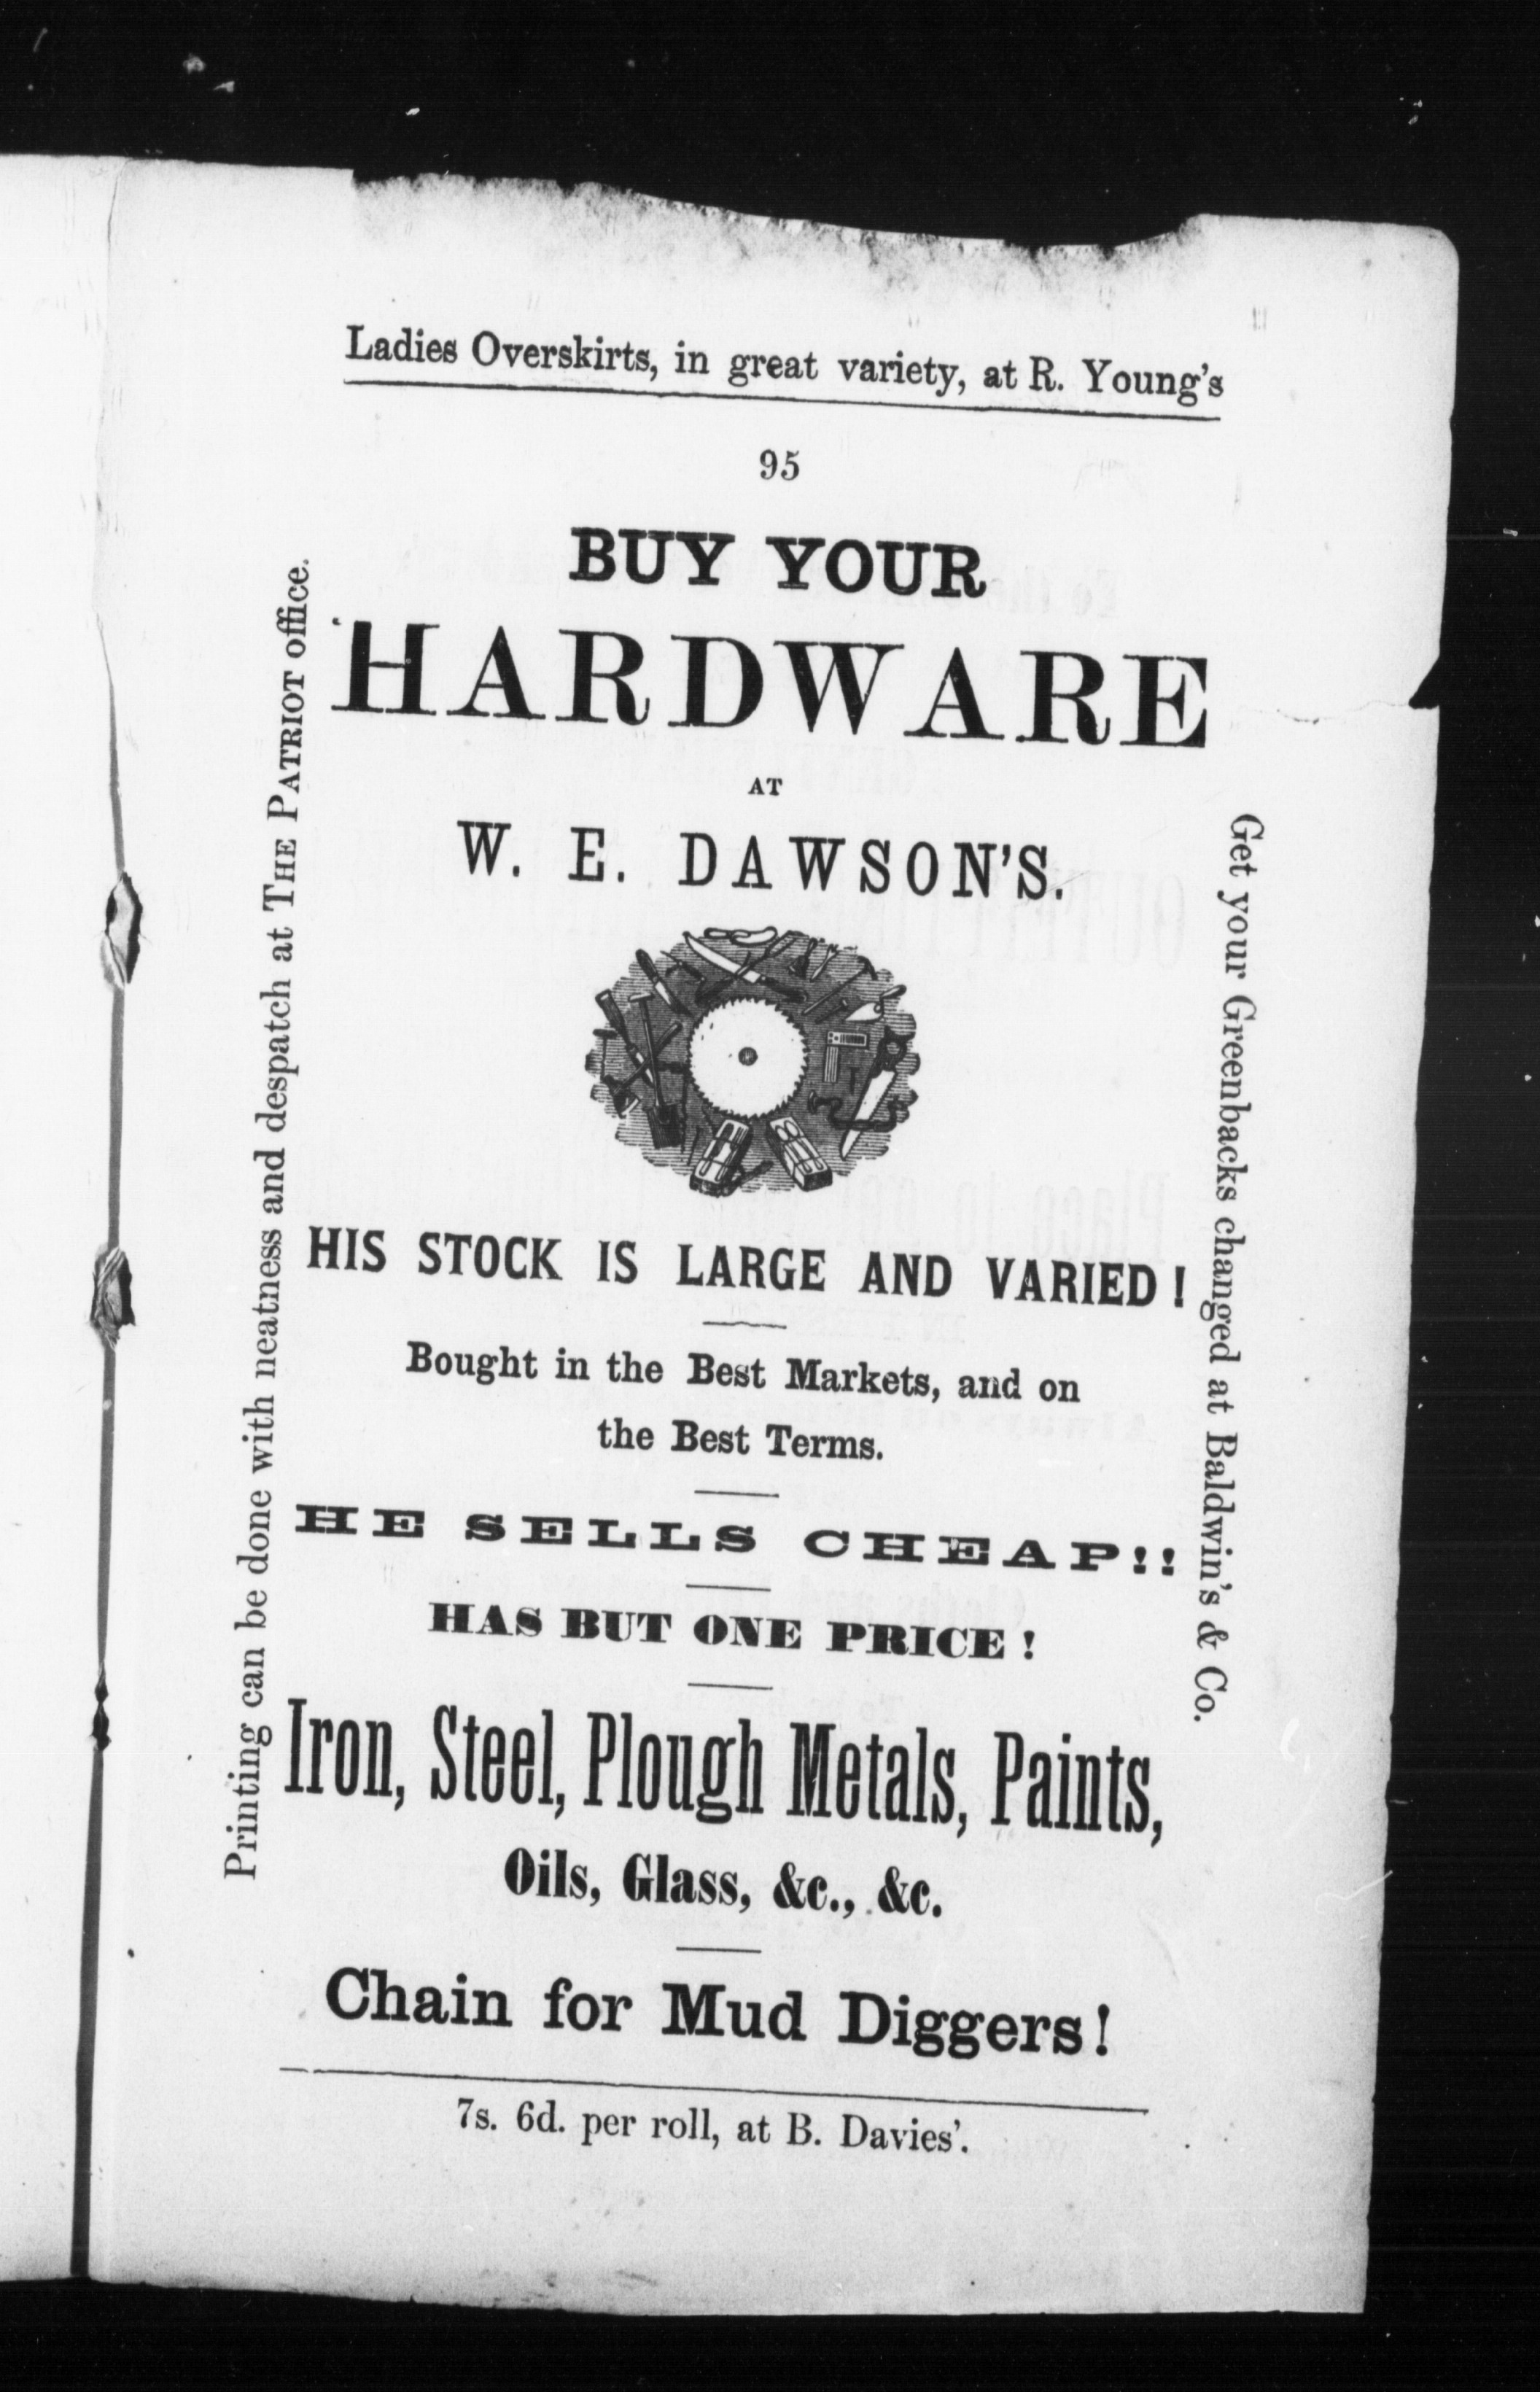 Ladies Overskirts, in great variety, at R. Young's
95
BUY YOUR
HARDWARE
AT
W. E. DAWSON'S.
HIS STOCK IS LARGE AND VARIED!
Bought in the Best Markets, and on
the Best Terms.
HE SELLS CHEAP!!
HAS BUT ONE PRICE!
Iron, Steel, Plough Metals, Paints,
Oils, Glass, &c., &c.
Chain for Mud Diggers!
7s. 6d. per roll, at B. Davies'.
Printing can be done with neatness and despatch at THE PATRIOT office.
Get your Greenbacks changed at Baldwin's & Co.